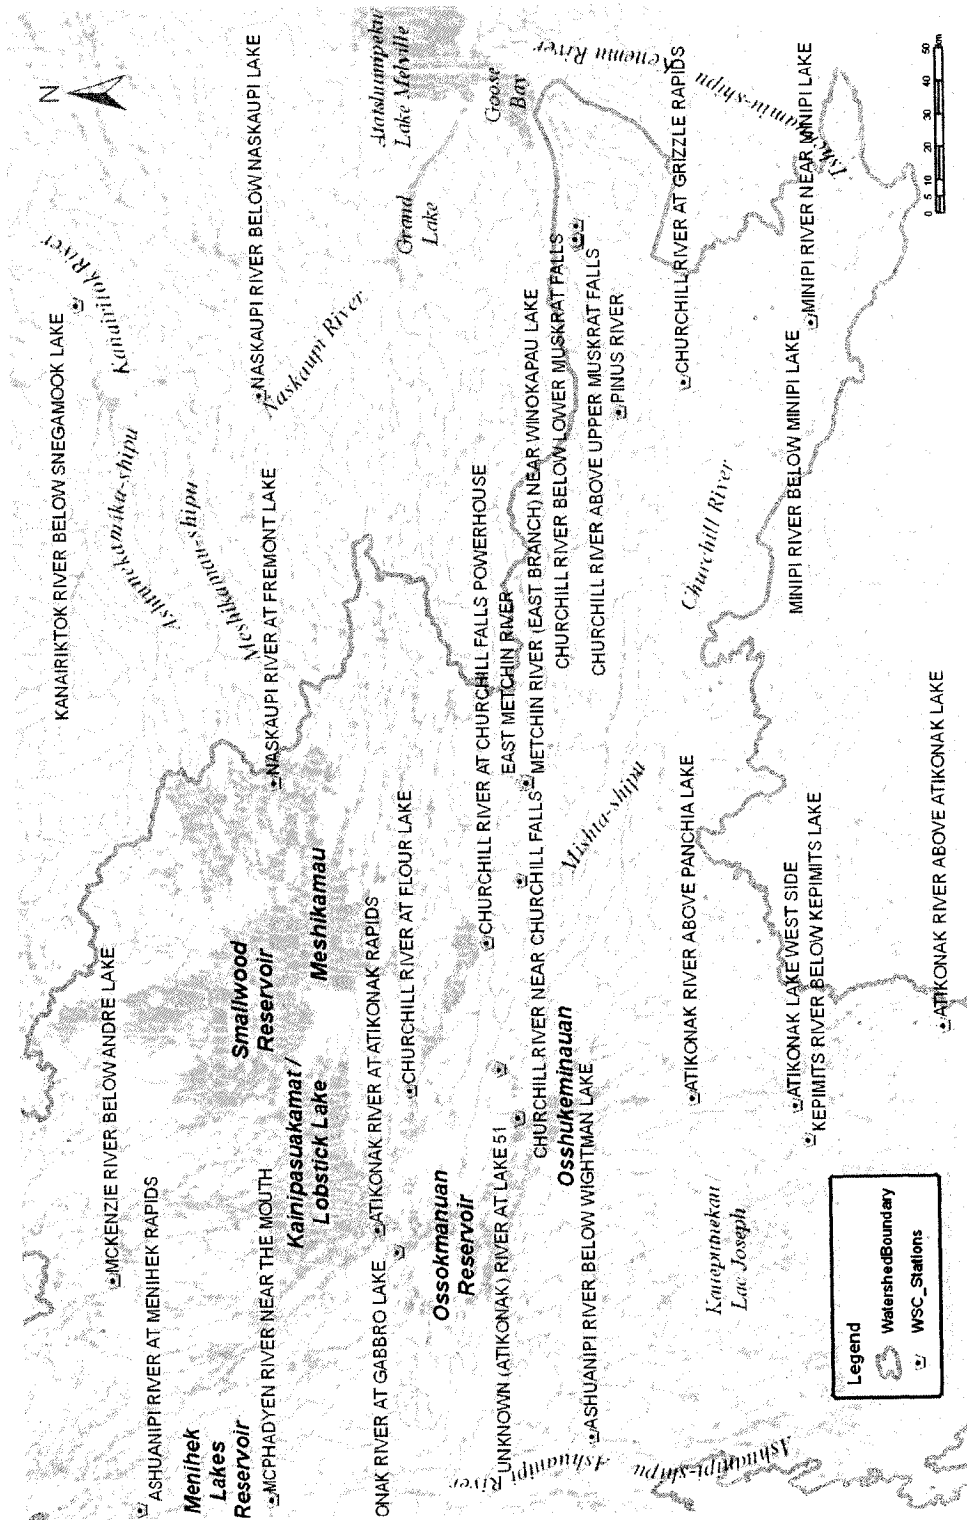 N
KANAIRIKTOK RIVER BELOW SNEGAMOOK LAKE
Kanairitok River
MCKENZIE RIVER BELOW ANDRE LAKE
Ashtunekamiku-shipu
ASHUANIPI RIVER AT MENIHEK RAPIDS
Meshikamau-shipu
Menihek
Lakes
Reservoir
Smallwood
Reservoir
NASKAUPI RIVER BELOW NASKAUPI LAKE
NASKAUPI RIVER AT FREMONT LAKE
MCPHADYEN RIVER NEAR THE MOUTH
Naskaupi River
Kainipasuakamat /
Lobstick Lake
Meshikamau
Atatshuinipeku
Lake Melville
Grand
Lake
ONAK RIVER AT GABBRO LAKE
ATIKONAK RIVER AT ATIKONAK RAPIDS
CHURCHILL RIVER AT FLOUR LAKE
Ossokmanuan
Reservoir
Goose
Bay
CHURCHILL RIVER AT CHURCHILL FALLS POWERHOUSE
EAST METCHIN RIVER
UNKNOWN (ATIKONAK) RIVER AT LAKE 51
METCHIN RIVER (EAST BRANCH) NEAR WINOKAPAU LAKE
CHURCHILL RIVER NEAR CHURCHILL FALLS
CHURCHILL RIVER BELOW LOWER MUSKRAT FALLS
Osshukeminauan
ASHUANIPI RIVER BELOW WIGHTMAN LAKE
CHURCHILL RIVER ABOVE UPPER MUSKRAT FALLS
PINUS RIVER
Mishta-shipu
Kenemu River
Ashuanipi River
Ashuanipi-shipu
CHURCHILL RIVER AT GRIZZLE RAPIDS
Churchill River
ATIKONAK RIVER ABOVE PANCHIA LAKE
Lac Joseph
MINIPI RIVER BELOW MINIPI LAKE
MINIPI RIVER NEAR MINIPI LAKE
ATIKONAK LAKE WEST SIDE
KEPIMITS RIVER BELOW KEPIMITS LAKE
ATIKONAK RIVER ABOVE ATIKONAK LAKE
Legend
WatershedBoundary
WSC_Stations
0 5 10 20 30 40 50
km